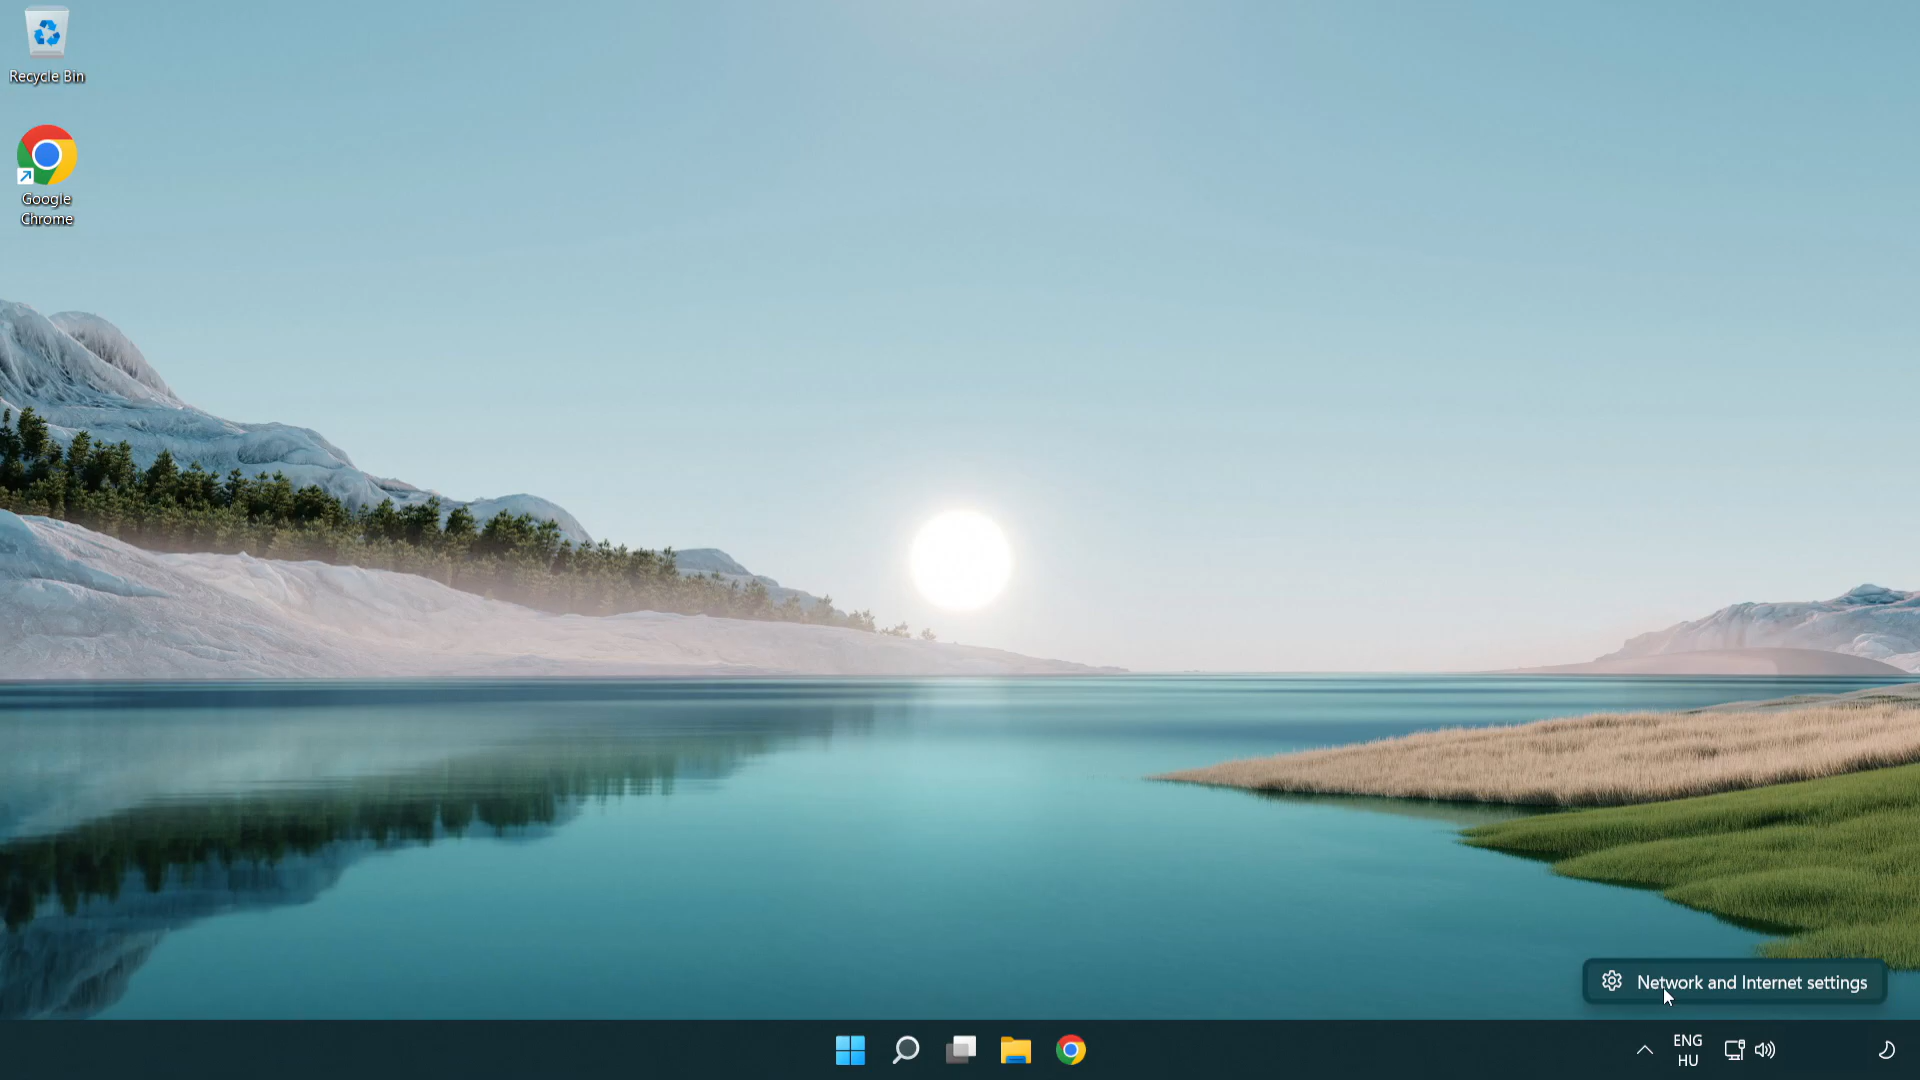 Recycle Bin
Google
Chrome
Network and Internet settings
ENG
HU